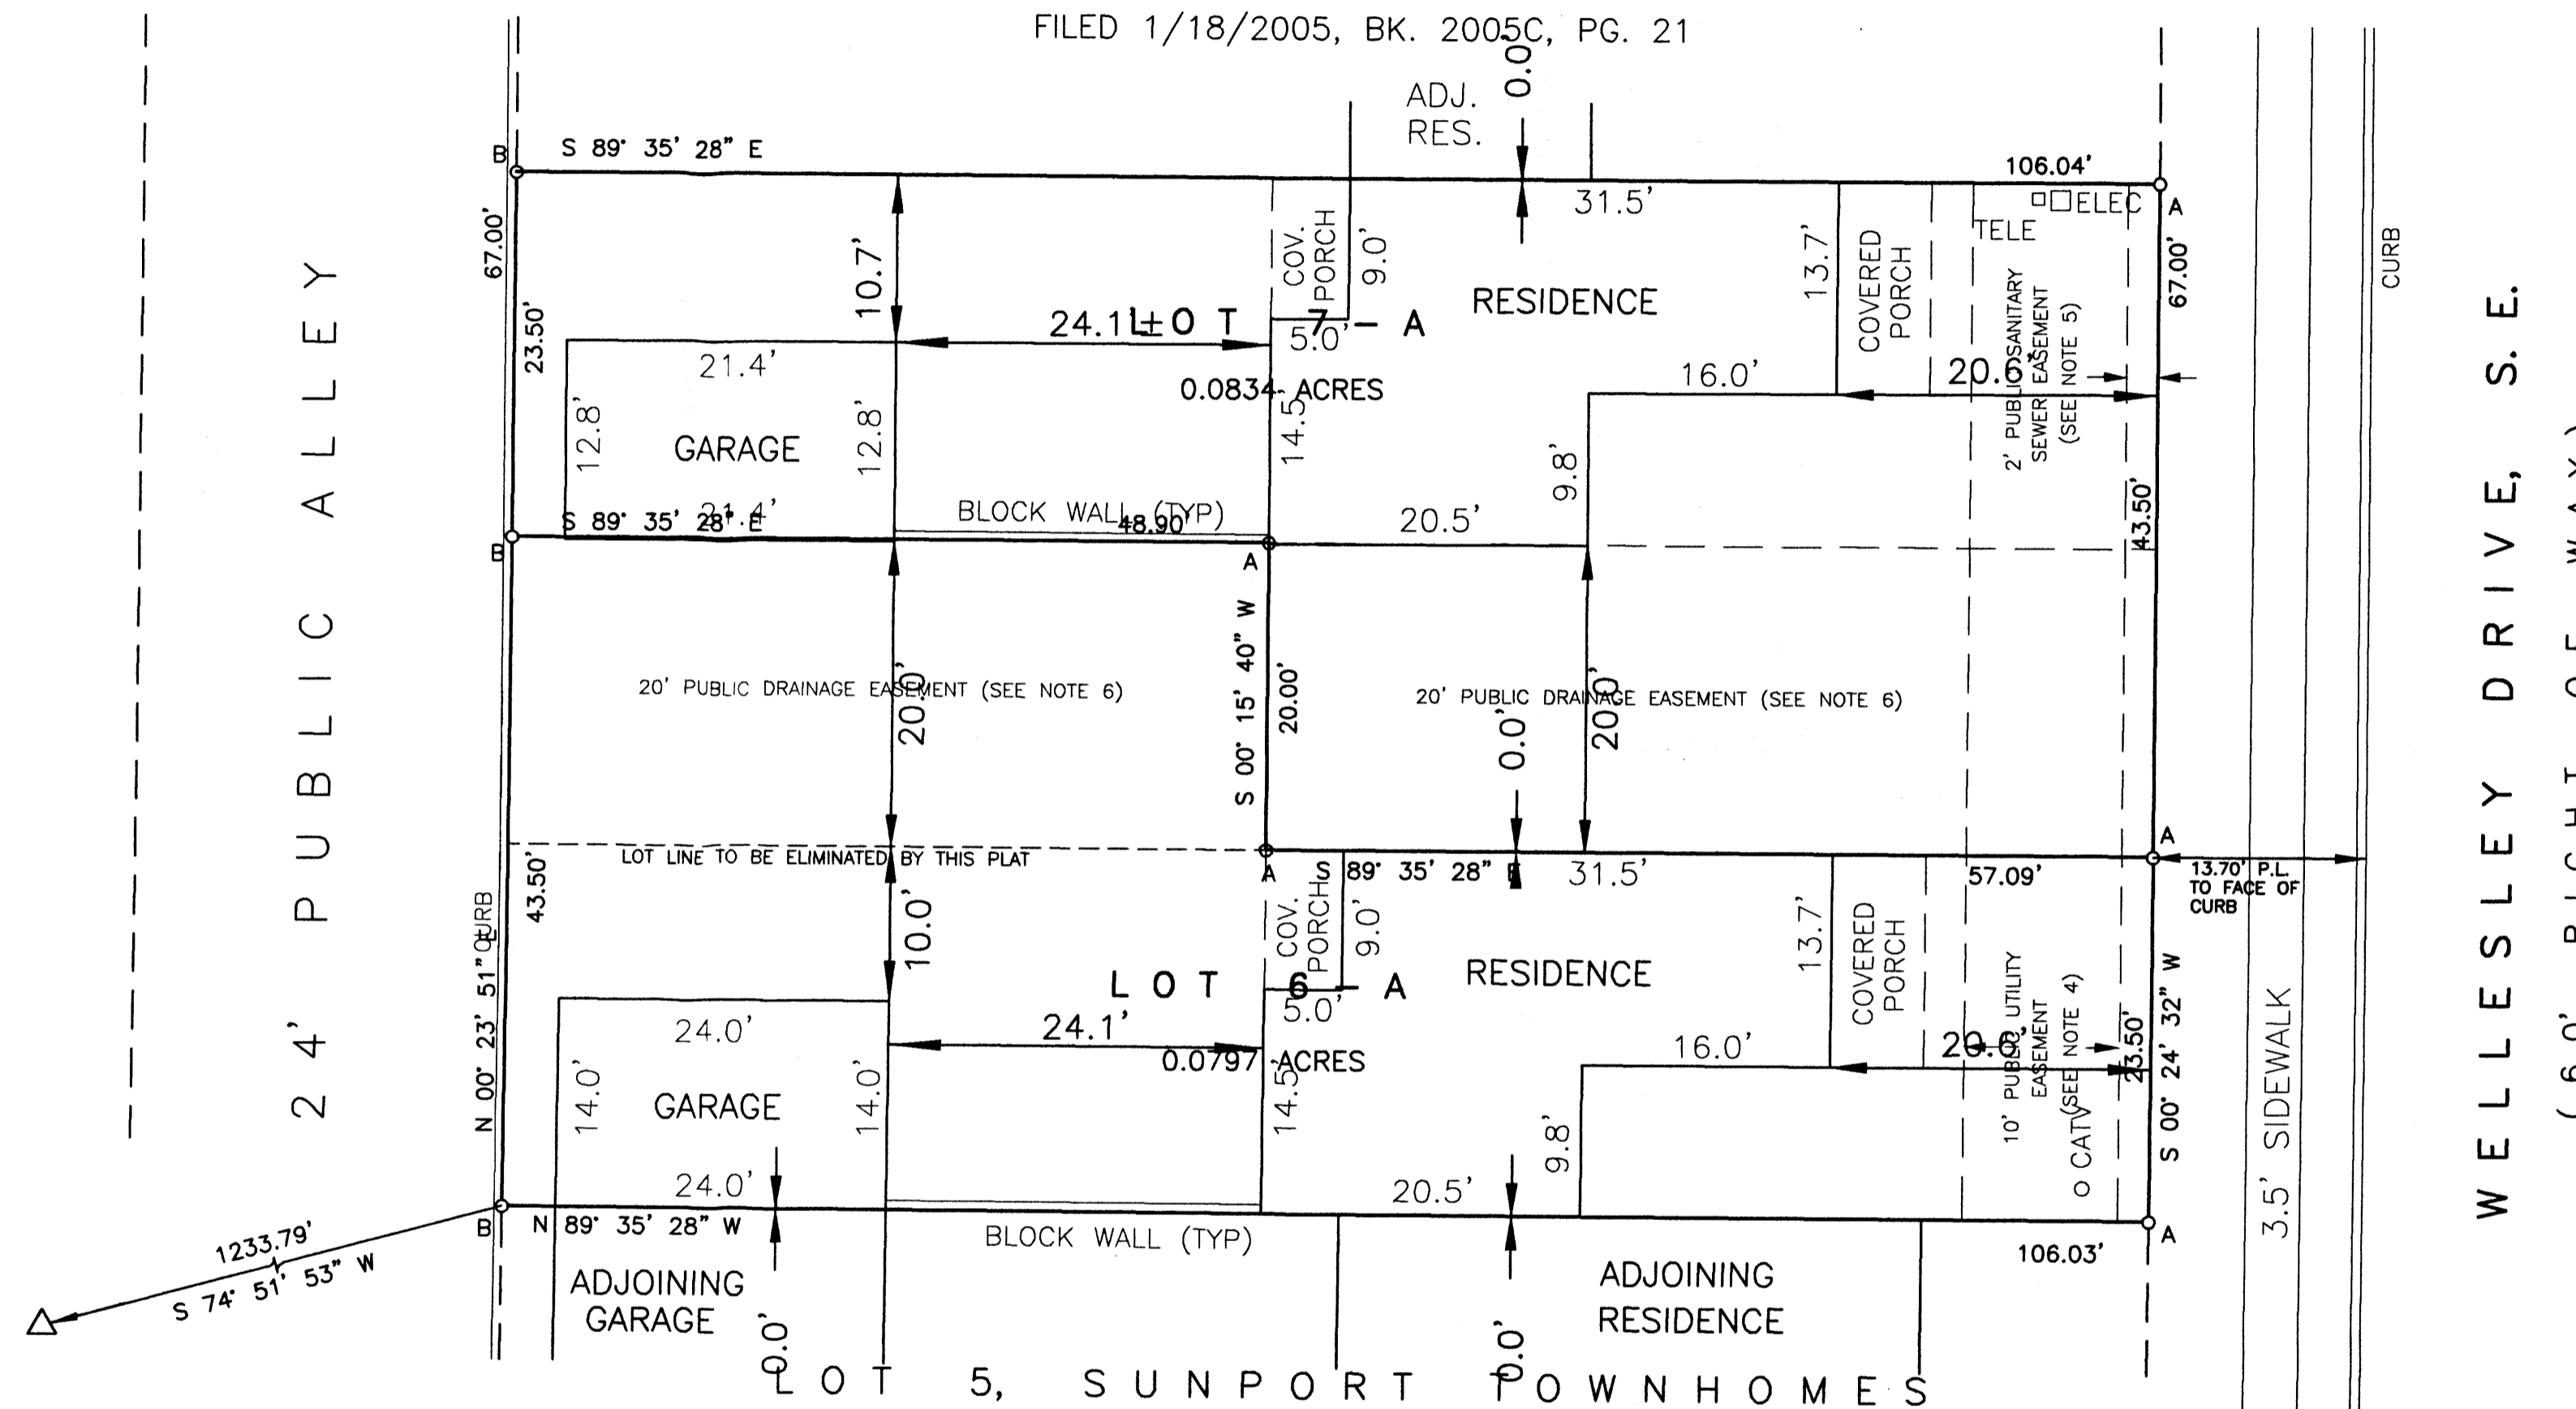 FILED 1/18/2005, BK. 2005C, PG. 21
0.0'
ADJ.
RES.
B
S 89° 35' 28" E
106.04'
A
67.00'
23.50'
10.7'
COV.
PORCH
9.0'
31.5'
ELEC
TELE
RESIDENCE
13.7'
COVERED
PORCH
67.00'
CURB
24.1'±
LOT 7-A
5.0'
21.4'
0.0834 ACRES
14.5'
16.0'
20.6'
2' PUBLIC SANITARY
SEWER EASEMENT
(SEE NOTE 5)
12.8'
GARAGE
12.8'
9.8'
43.50'
21.4'
S 89° 35' 28" E
BLOCK WALL (TYP)
48.90'
20.5'
B
A
24' PUBLIC ALLEY
20' PUBLIC DRAINAGE EASEMENT (SEE NOTE 6)
20.0'
S 00° 15' 40" W
20.00'
20' PUBLIC DRAINAGE EASEMENT (SEE NOTE 6)
0.0'
20.0'
WELLESLEY DRIVE, S.E.
(60' RIGHT OF WAY)
LOT LINE TO BE ELIMINATED BY THIS PLAT
A
S 89° 35' 28" E
31.5'
57.09'
A
13.70' P.L.
TO FACE OF
CURB
43.50'
CURB
N 00° 23' 51" E
10.0'
COV.
PORCH
9.0'
RESIDENCE
13.7'
COVERED
PORCH
LOT 6-A
5.0'
24.0'
24.1'
0.0797 ACRES
14.5'
16.0'
20.6'
10' PUBLIC UTILITY
EASEMENT
(SEE NOTE 4)
23.50'
S 00° 24' 32" W
3.5' SIDEWALK
14.0'
GARAGE
14.0'
9.8'
CATV
24.0'
20.5'
B
N 89° 35' 28" W
BLOCK WALL (TYP)
A
106.03'
1233.79'
S 74° 51' 53" W
ADJOINING
GARAGE
ADJOINING
RESIDENCE
0.0'
0.0'
LOT 5, SUNPORT TOWNHOMES